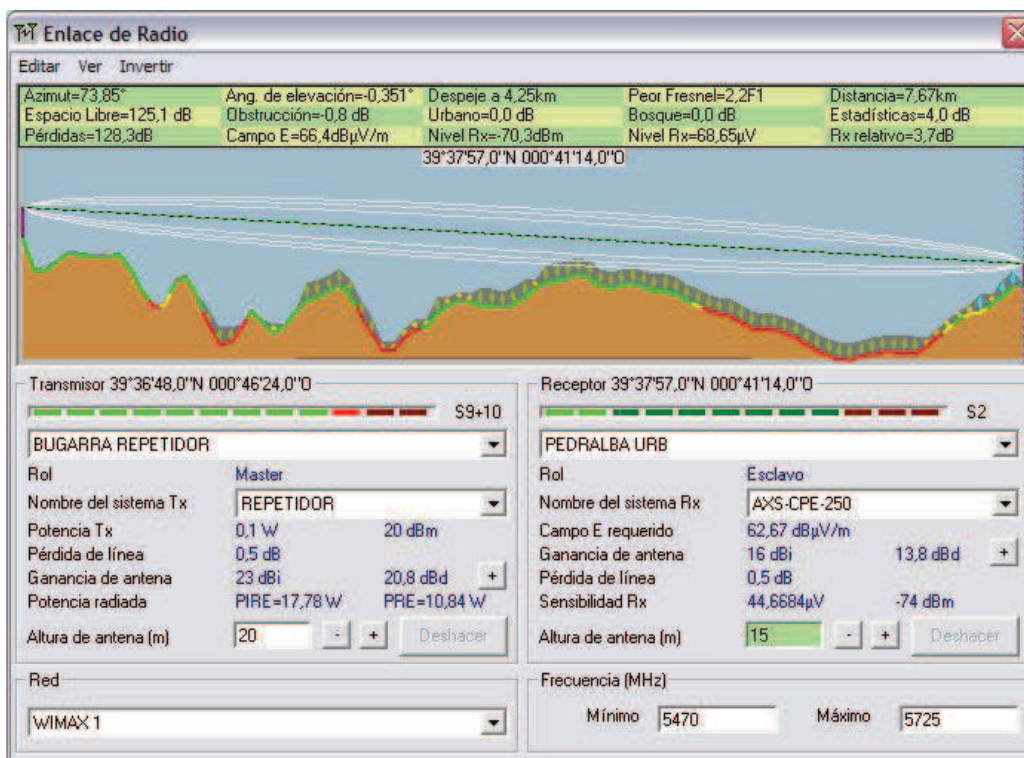 Enlace de Radio
Editar Ver Invertir
Azimut=73,85° Ang. de elevación=-0,351° Despeje a 4,25km Peor Fresnel=2,2F1 Distancia=7,67km
Espacio Libre=125,1 dB Obstrucción=-0,8 dB Urbano=0,0 dB Bosque=0,0 dB Estadísticas=4,0 dB
Pérdidas=128,3dB Campo E=66,4dBµV/m Nivel Rx=-70,3dBm Nivel Rx=68,65µV Rx relativo=3,7dB
39°37'57,0''N 000°41'14,0''O
Transmisor 39°36'48,0''N 000°46'24,0''O
S9+10
BUGARRA REPETIDOR
Rol Master
Nombre del sistema Tx REPETIDOR
Potencia Tx 0,1 W 20 dBm
Pérdida de línea 0,5 dB
Ganancia de antena 23 dBi 20,8 dBd +
Potencia radiada PIRE=17,78 W PRE=10,84 W
Altura de antena (m) 20 - + Deshacer
Receptor 39°37'57,0''N 000°41'14,0''O
S2
PEDRALBA URB
Rol Esclavo
Nombre del sistema Rx AXS-CPE-250
Campo E requerido 62,67 dBµV/m
Ganancia de antena 16 dBi 13,8 dBd +
Pérdida de línea 0,5 dB
Sensibilidad Rx 44,6684µV -74 dBm
Altura de antena (m) 15 - + Deshacer
Red
WIMAX 1
Frecuencia (MHz)
Mínimo 5470 Máximo 5725